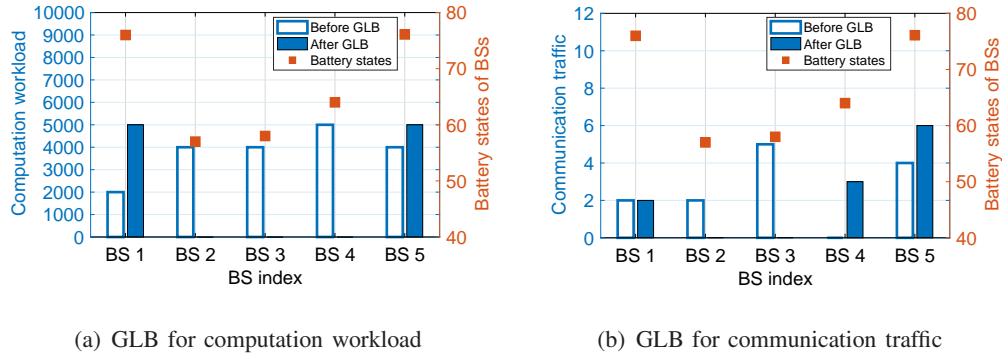 10000
9000
8000
7000
6000
5000
4000
3000
2000
1000
0
Computation workload
Before GLB
After GLB
Battery states
80
70
60
50
40
Battery states of BSs
BS 1 BS 2 BS 3 BS 4 BS 5
BS index
(a) GLB for computation workload
12
10
8
6
4
2
0
Communication traffic
Before GLB
After GLB
Battery states
80
70
60
50
40
Battery states of BSs
BS 1 BS 2 BS 3 BS 4 BS 5
BS index
(b) GLB for communication traffic